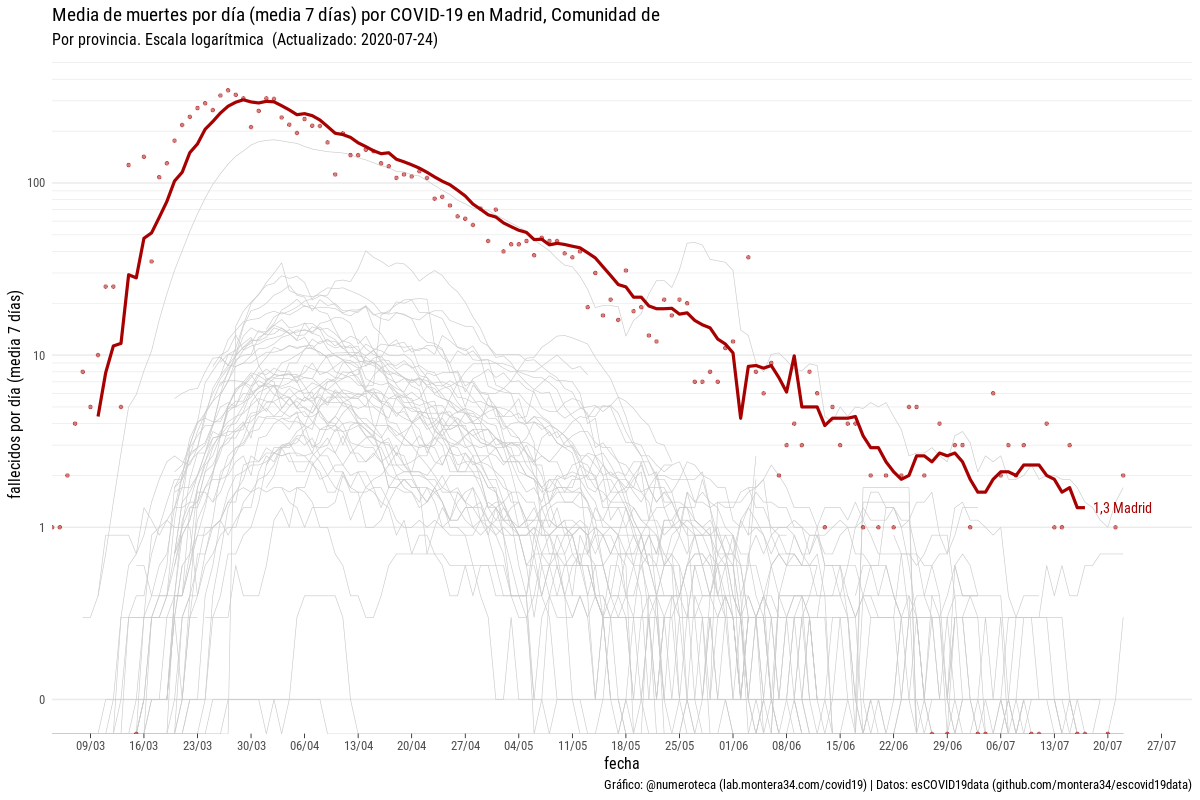 Media de muertes por día (media 7 días) por COVID-19 en Madrid, Comunidad de
Por provincia. Escala logarítmica (Actualizado: 2020-07-24)
fallecidos por día (media 7 días)
100
10
1
0
1,3 Madrid
09/03 16/03 23/03 30/03 06/04 13/04 20/04 27/04 04/05 11/05 18/05 25/05 01/06 08/06 15/06 22/06 29/06 06/07 13/07 20/07 27/07
fecha
Gráfico: @numeroteca (lab.montera34.com/covid19) | Datos: esCOVID19data (github.com/montera34/escovid19data)